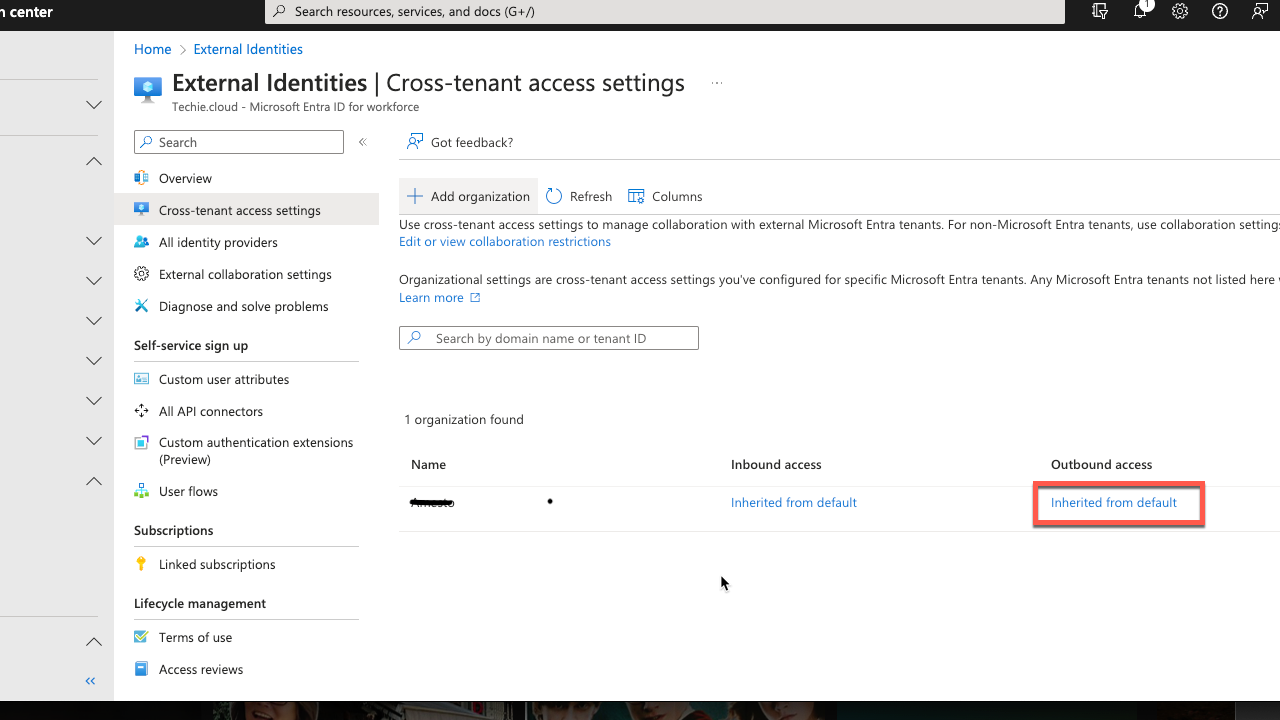 n center
Search resources, services, and docs (G+/)
1
Home > External Identities
External Identities | Cross-tenant access settings ...
Techie.cloud - Microsoft Entra ID for workforce
Search
Overview
Cross-tenant access settings
All identity providers
External collaboration settings
Diagnose and solve problems
Self-service sign up
Custom user attributes
All API connectors
Custom authentication extensions
(Preview)
User flows
Subscriptions
Linked subscriptions
Lifecycle management
Terms of use
Access reviews
Got feedback?
Add organization
Refresh
Columns
Use cross-tenant access settings to manage collaboration with external Microsoft Entra tenants. For non-Microsoft Entra tenants, use collaboration settings
Edit or view collaboration restrictions
Organizational settings are cross-tenant access settings you've configured for specific Microsoft Entra tenants. Any Microsoft Entra tenants not listed here
Learn more
Search by domain name or tenant ID
1 organization found
Name
Inbound access
Outbound access
Inherited from default
Inherited from default